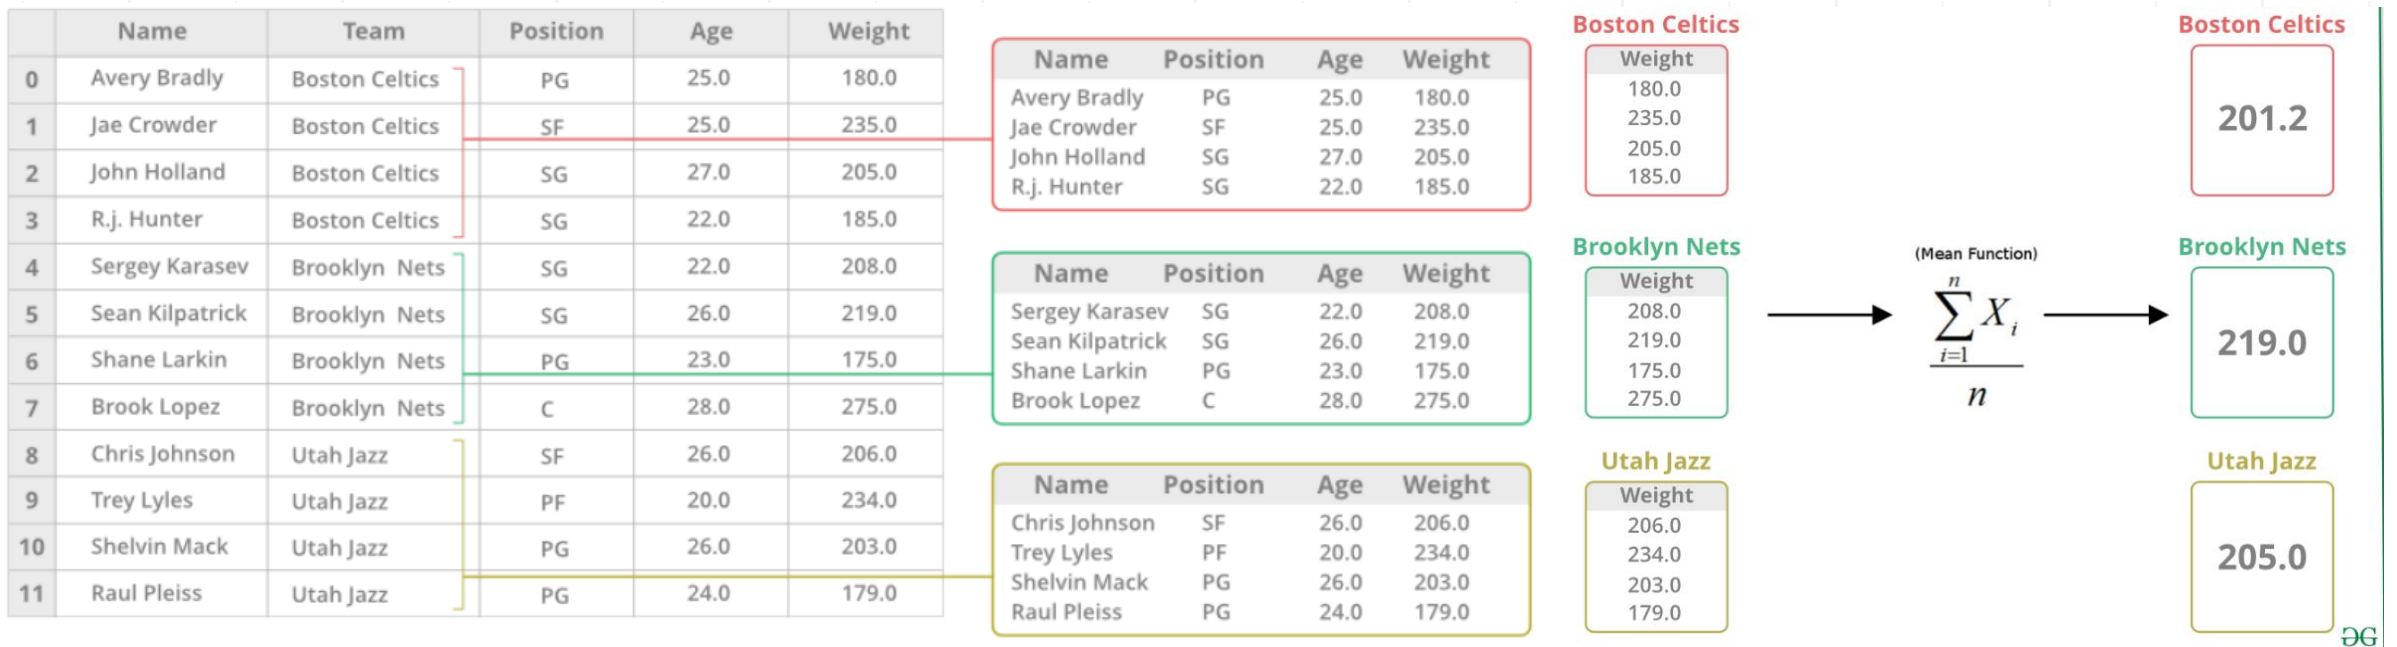 Name Team Position Age Weight
0 Avery Bradly Boston Celtics PG 25.0 180.0
1 Jae Crowder Boston Celtics SF 25.0 235.0
2 John Holland Boston Celtics SG 27.0 205.0
3 R.j. Hunter Boston Celtics SG 22.0 185.0
4 Sergey Karasev Brooklyn Nets SG 22.0 208.0
5 Sean Kilpatrick Brooklyn Nets SG 26.0 219.0
6 Shane Larkin Brooklyn Nets PG 23.0 175.0
7 Brook Lopez Brooklyn Nets C 28.0 275.0
8 Chris Johnson Utah Jazz SF 26.0 206.0
9 Trey Lyles Utah Jazz PF 20.0 234.0
10 Shelvin Mack Utah Jazz PG 26.0 203.0
11 Raul Pleiss Utah Jazz PG 24.0 179.0
Name Position Age Weight
Avery Bradly PG 25.0 180.0
Jae Crowder SF 25.0 235.0
John Holland SG 27.0 205.0
R.j. Hunter SG 22.0 185.0
Name Position Age Weight
Sergey Karasev SG 22.0 208.0
Sean Kilpatrick SG 26.0 219.0
Shane Larkin PG 23.0 175.0
Brook Lopez C 28.0 275.0
Name Position Age Weight
Chris Johnson SF 26.0 206.0
Trey Lyles PF 20.0 234.0
Shelvin Mack PG 26.0 203.0
Raul Pleiss PG 24.0 179.0
Boston Celtics
Weight
180.0
235.0
205.0
185.0
Brooklyn Nets
Weight
208.0
219.0
175.0
275.0
Utah Jazz
Weight
206.0
234.0
203.0
179.0
(Mean Function)
n
∑ X i
i=1
n
Boston Celtics
201.2
Brooklyn Nets
219.0
Utah Jazz
205.0